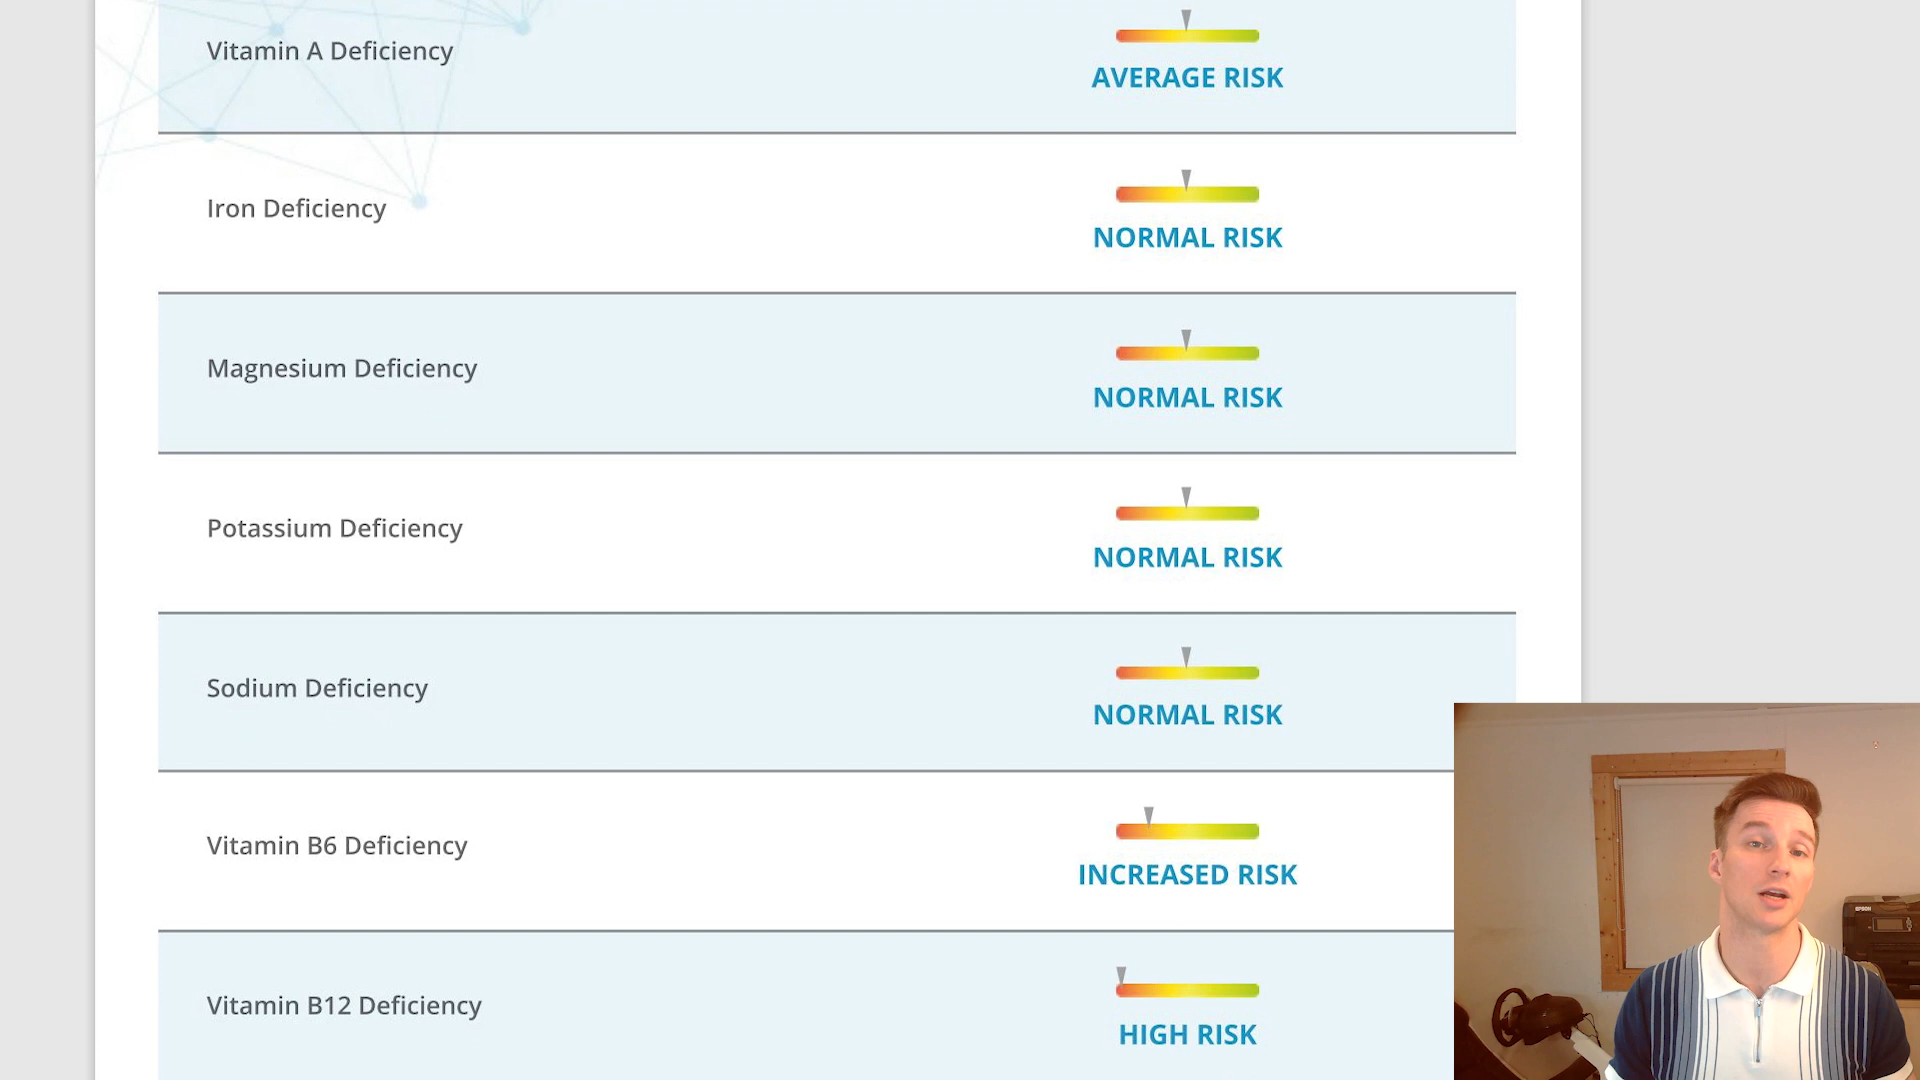 Vitamin A Deficiency
AVERAGE RISK
Iron Deficiency
NORMAL RISK
Magnesium Deficiency
NORMAL RISK
Potassium Deficiency
NORMAL RISK
Sodium Deficiency
NORMAL RISK
Vitamin B6 Deficiency
INCREASED RISK
Vitamin B12 Deficiency
HIGH RISK
EPSON